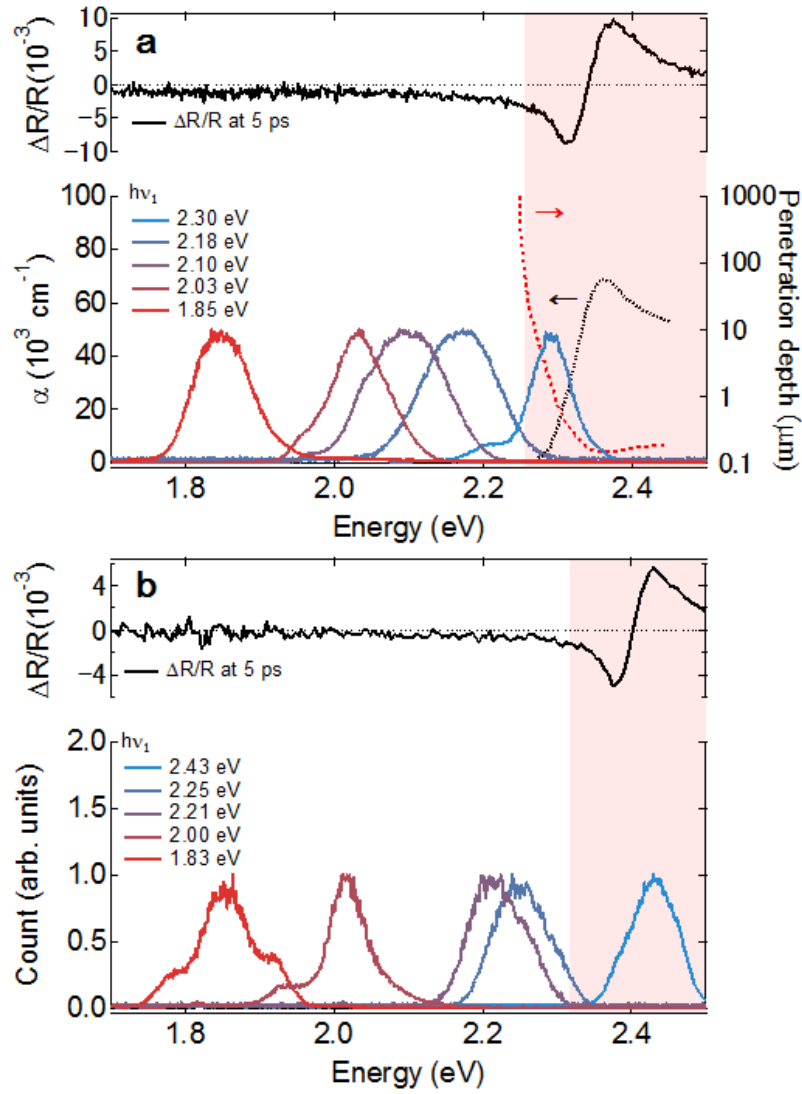 a
10
5
0
−5
−10
ΔR/R(10⁻³)
ΔR/R at 5 ps
hν₁
2.30 eV
2.18 eV
2.10 eV
2.03 eV
1.85 eV
100
80
60
40
20
0
α (10³ cm⁻¹)
1000
100
10
1
0.1
Penetration depth (μm)
1.8 2.0 2.2 2.4
Energy (eV)
b
4
0
−4
ΔR/R(10⁻³)
ΔR/R at 5 ps
hν₁
2.43 eV
2.25 eV
2.21 eV
2.00 eV
1.83 eV
2.0
1.5
1.0
0.5
0.0
Count (arb. units)
1.8 2.0 2.2 2.4
Energy (eV)